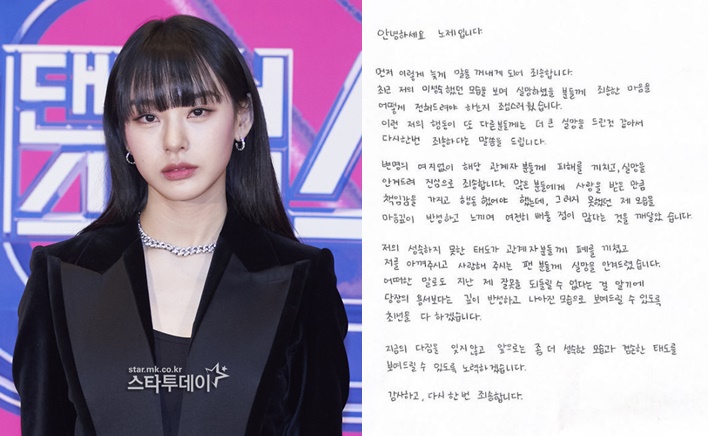 댄
star.mk.co.kr
스타투데이
안녕하세요 노제입니다.
먼저 이렇게 늦게 말을 꺼내게 되어 죄송합니다.
최근 저의 미성숙했던 모습을 보며 실망하셨을 분들께 죄송한 마음을
어떻게 전해드려야 하는지 조심스러웠습니다.
이런 저의 행동이 또 다른분들께는 더 큰 실망을 드린것 같아서
다시한번 죄송하다는 말씀을 드립니다.
변명의 여지없이 해당 관계자 분들께 피해를 끼치고, 실망을
안겨드려 진심으로 죄송합니다. 많은 분들에게 사랑을 받은 만큼
책임감을 가지고 행동 했어야 했는데, 그러지 못했던 제 모습을
마음깊이 반성하고 느끼며 여전히 배울 점이 많다는 것을 깨달았 습니다.
저의 성숙하지 못한 태도가 관계자분들께 폐를 끼쳤고
저를 아껴주시고 사랑해 주시는 팬 분들께 실망을 안겨드렸습니다.
어떠한 말로도 지난 제 잘못을 되돌릴 수 없다는 걸 알기에
당장의 용서보다는 깊이 반성하고 나아진 모습으로 보여드릴 수 있도록
최선을 다 하겠습니다.
지금의 다짐을 잊지않고 앞으로는 좀 더 성숙한 모습과 겸손한 태도를
보여드릴 수 있도록 노력하겠습니다.
감사하고, 다시 한번 죄송합니다.